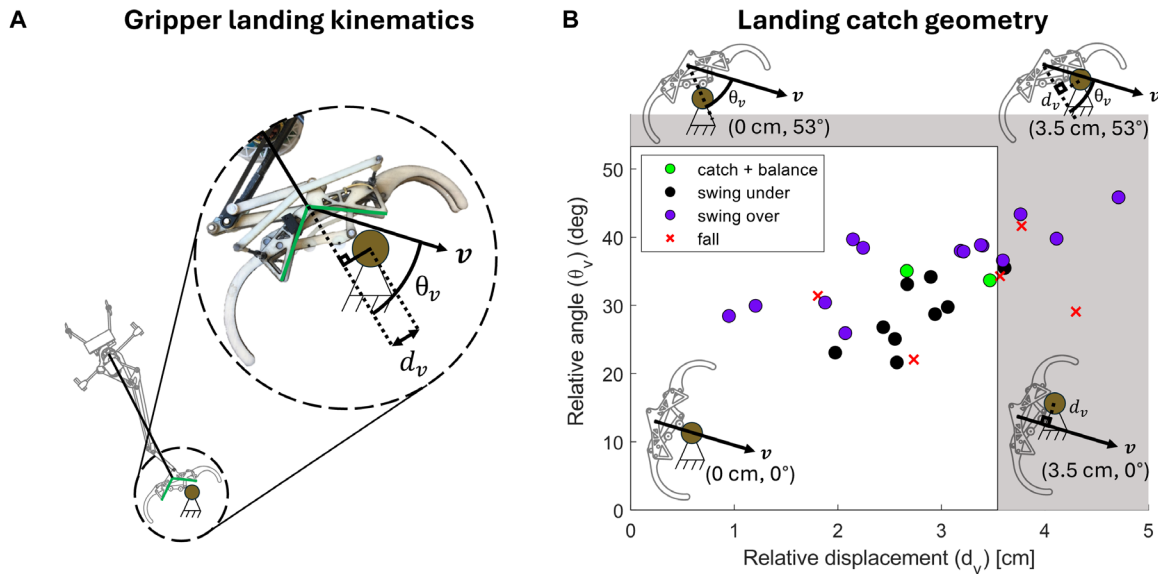 A Gripper landing kinematics
θᵥ
v
dᵥ
B Landing catch geometry
θᵥ
v
(0 cm, 53°)
dᵥ
θᵥ
v
(3.5 cm, 53°)
catch + balance
swing under
swing over
fall
v
(0 cm, 0°)
dᵥ
v
(3.5 cm, 0°)
50
40
30
20
10
0
Relative angle (θᵥ) (deg)
0 1 2 3 4 5
Relative displacement (dᵥ) [cm]